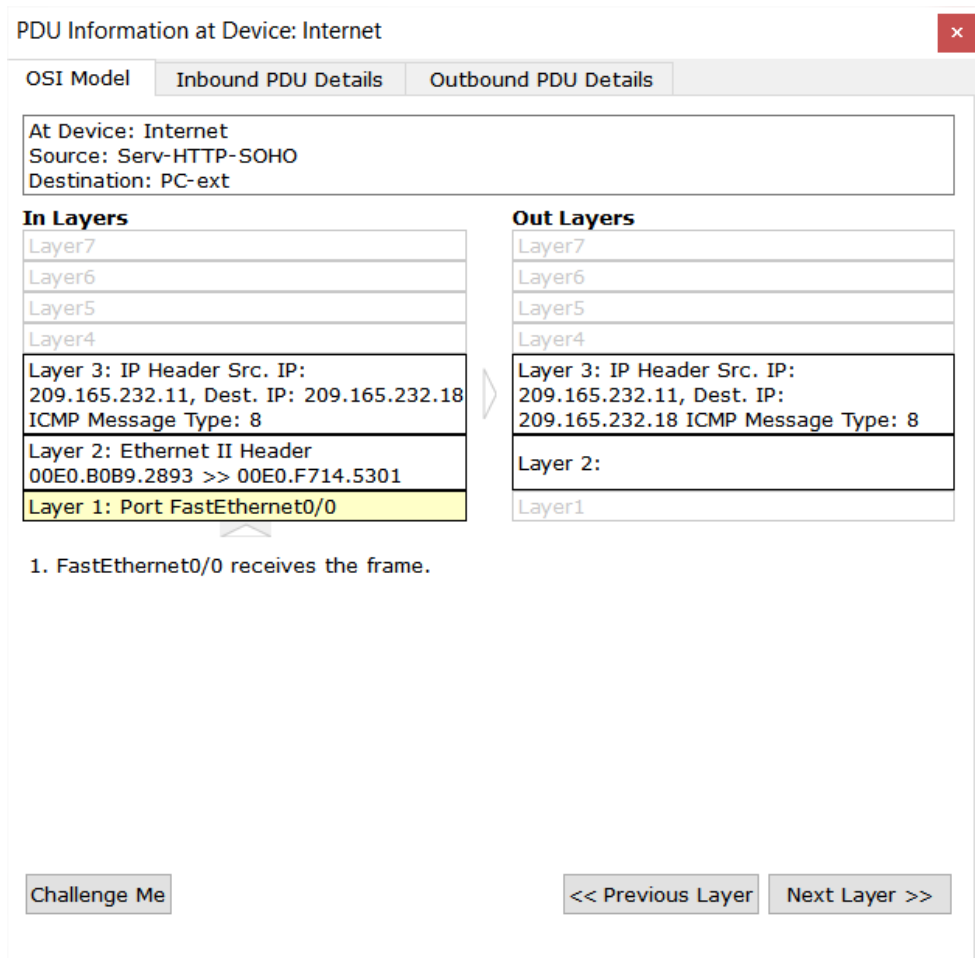 PDU Information at Device: Internet
×
OSI Model
Inbound PDU Details
Outbound PDU Details
At Device: Internet
Source: Serv-HTTP-SOHO
Destination: PC-ext
In Layers
Layer7
Layer6
Layer5
Layer4
Layer 3: IP Header Src. IP:
209.165.232.11, Dest. IP: 209.165.232.18
ICMP Message Type: 8
Layer 2: Ethernet II Header
00E0.B0B9.2893 >> 00E0.F714.5301
Layer 1: Port FastEthernet0/0
Out Layers
Layer7
Layer6
Layer5
Layer4
Layer 3: IP Header Src. IP:
209.165.232.11, Dest. IP:
209.165.232.18 ICMP Message Type: 8
Layer 2:
Layer1
1. FastEthernet0/0 receives the frame.
Challenge Me
<< Previous Layer
Next Layer >>